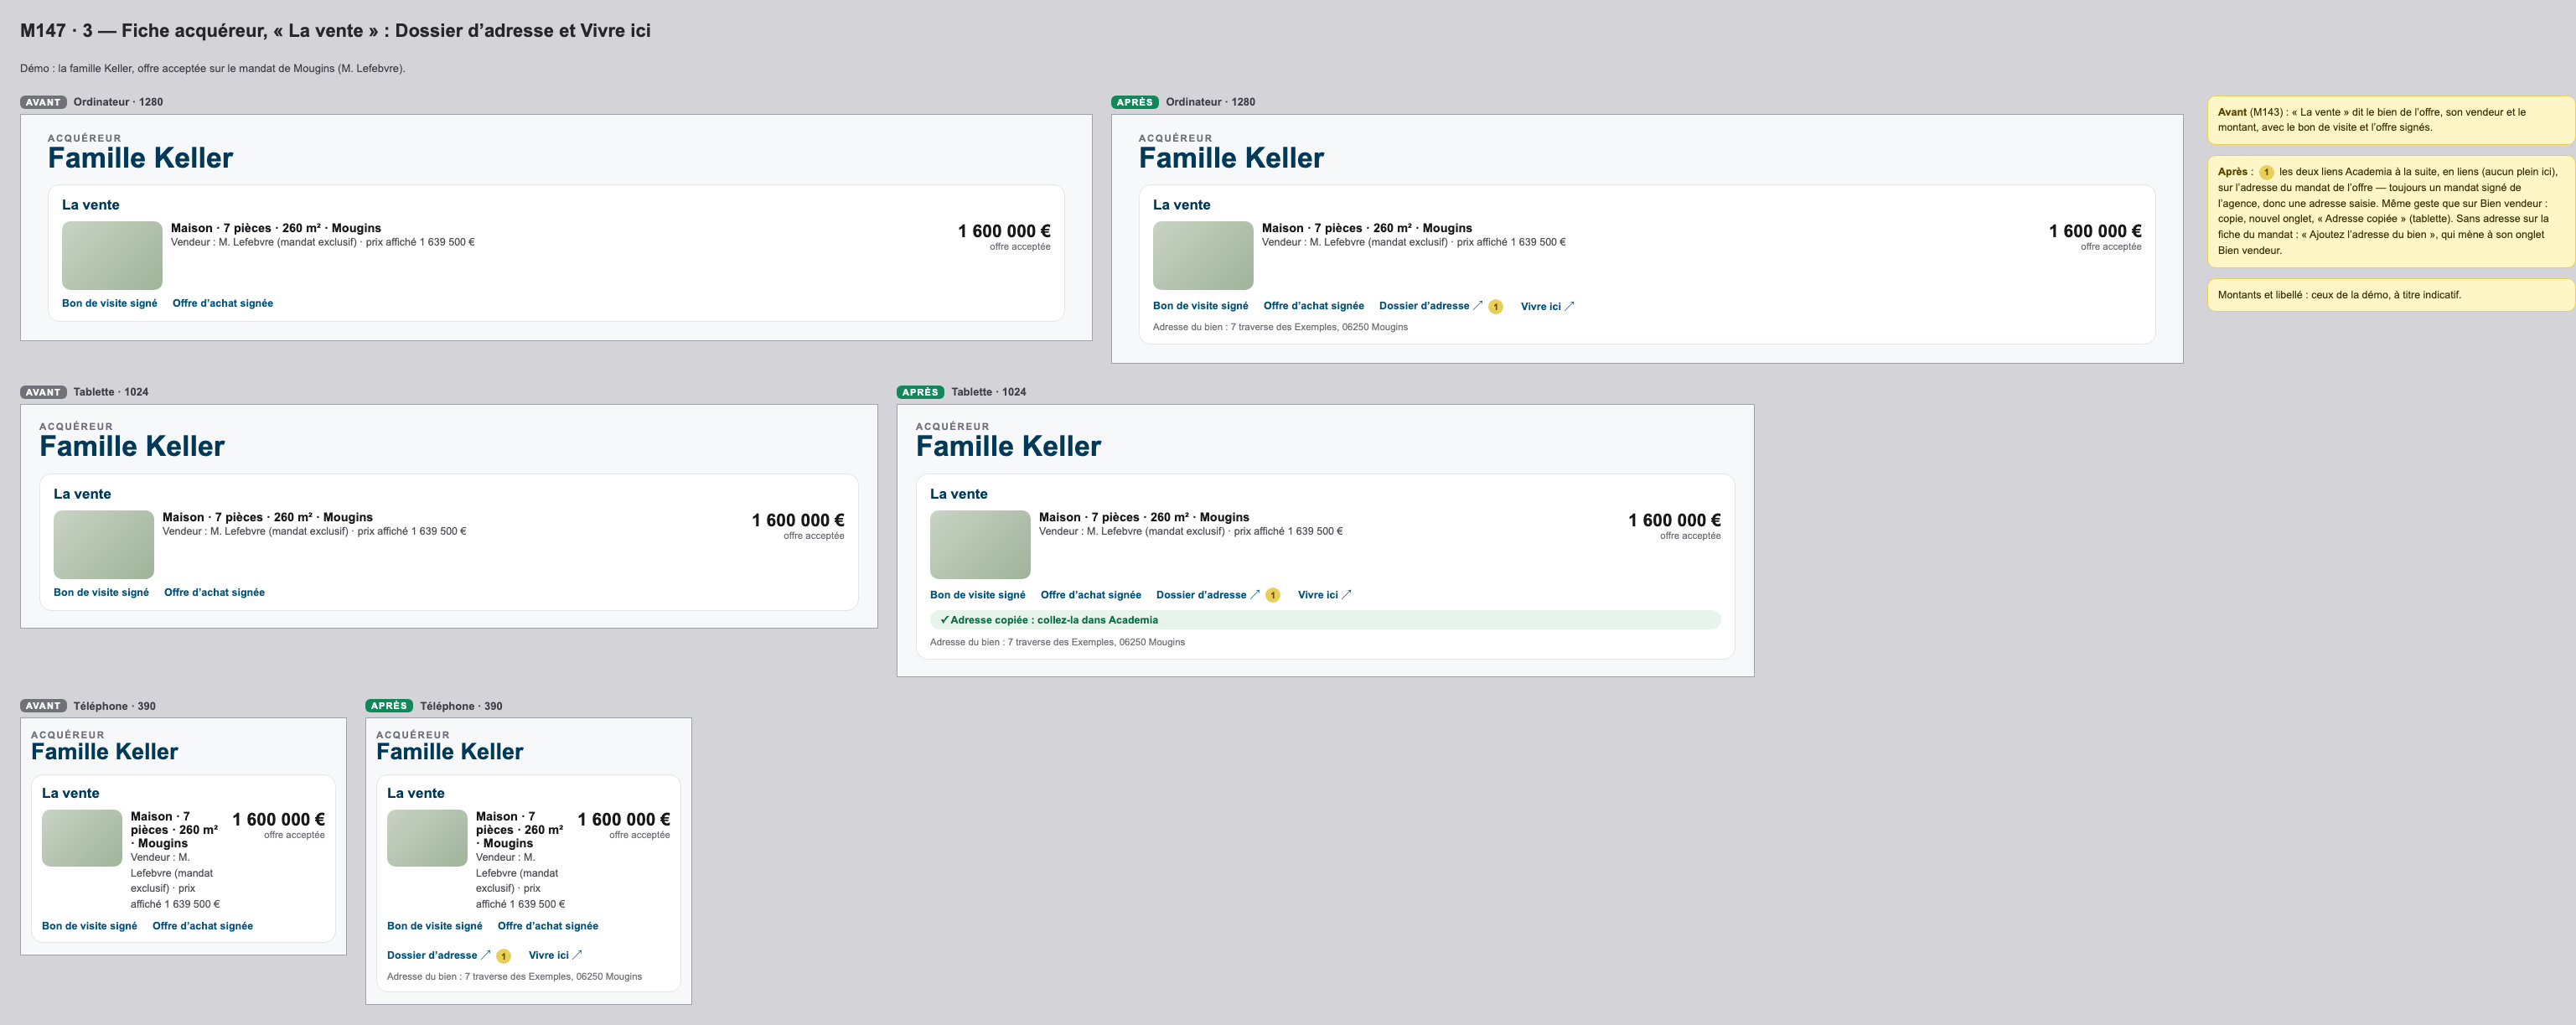 M147 · 3 — Fiche acquéreur, « La vente » : Dossier d’adresse et Vivre ici
Démo : la famille Keller, offre acceptée sur le mandat de Mougins (M. Lefebvre).
AVANT Ordinateur · 1280
ACQUÉREUR
Famille Keller
La vente
Maison · 7 pièces · 260 m² · Mougins
Vendeur : M. Lefebvre (mandat exclusif) · prix affiché 1 639 500 €
1 600 000 €
offre acceptée
Bon de visite signé Offre d’achat signée
APRÈS Ordinateur · 1280
ACQUÉREUR
Famille Keller
La vente
Maison · 7 pièces · 260 m² · Mougins
Vendeur : M. Lefebvre (mandat exclusif) · prix affiché 1 639 500 €
1 600 000 €
offre acceptée
Bon de visite signé Offre d’achat signée Dossier d’adresse ↗ 1 Vivre ici ↗
Adresse du bien : 7 traverse des Exemples, 06250 Mougins
Avant (M143) : « La vente » dit le bien de l’offre, son vendeur et le
montant, avec le bon de visite et l’offre signés.
Après : 1 les deux liens Academia à la suite, en liens (aucun plein ici),
sur l’adresse du mandat de l’offre — toujours un mandat signé de
l’agence, donc une adresse saisie. Même geste que sur Bien vendeur :
copie, nouvel onglet, « Adresse copiée » (tablette). Sans adresse sur la
fiche du mandat : « Ajoutez l’adresse du bien », qui mène à son onglet
Bien vendeur.
Montants et libellé : ceux de la démo, à titre indicatif.
AVANT Tablette · 1024
ACQUÉREUR
Famille Keller
La vente
Maison · 7 pièces · 260 m² · Mougins
Vendeur : M. Lefebvre (mandat exclusif) · prix affiché 1 639 500 €
1 600 000 €
offre acceptée
Bon de visite signé Offre d’achat signée
APRÈS Tablette · 1024
ACQUÉREUR
Famille Keller
La vente
Maison · 7 pièces · 260 m² · Mougins
Vendeur : M. Lefebvre (mandat exclusif) · prix affiché 1 639 500 €
1 600 000 €
offre acceptée
Bon de visite signé Offre d’achat signée Dossier d’adresse ↗ 1 Vivre ici ↗
✓Adresse copiée : collez-la dans Academia
Adresse du bien : 7 traverse des Exemples, 06250 Mougins
AVANT Téléphone · 390
ACQUÉREUR
Famille Keller
La vente
Maison · 7
pièces · 260 m²
· Mougins
Vendeur : M.
Lefebvre (mandat
exclusif) · prix
affiché 1 639 500 €
1 600 000 €
offre acceptée
Bon de visite signé Offre d’achat signée
APRÈS Téléphone · 390
ACQUÉREUR
Famille Keller
La vente
Maison · 7
pièces · 260 m²
· Mougins
Vendeur : M.
Lefebvre (mandat
exclusif) · prix
affiché 1 639 500 €
1 600 000 €
offre acceptée
Bon de visite signé Offre d’achat signée
Dossier d’adresse ↗ 1 Vivre ici ↗
Adresse du bien : 7 traverse des Exemples, 06250 Mougins